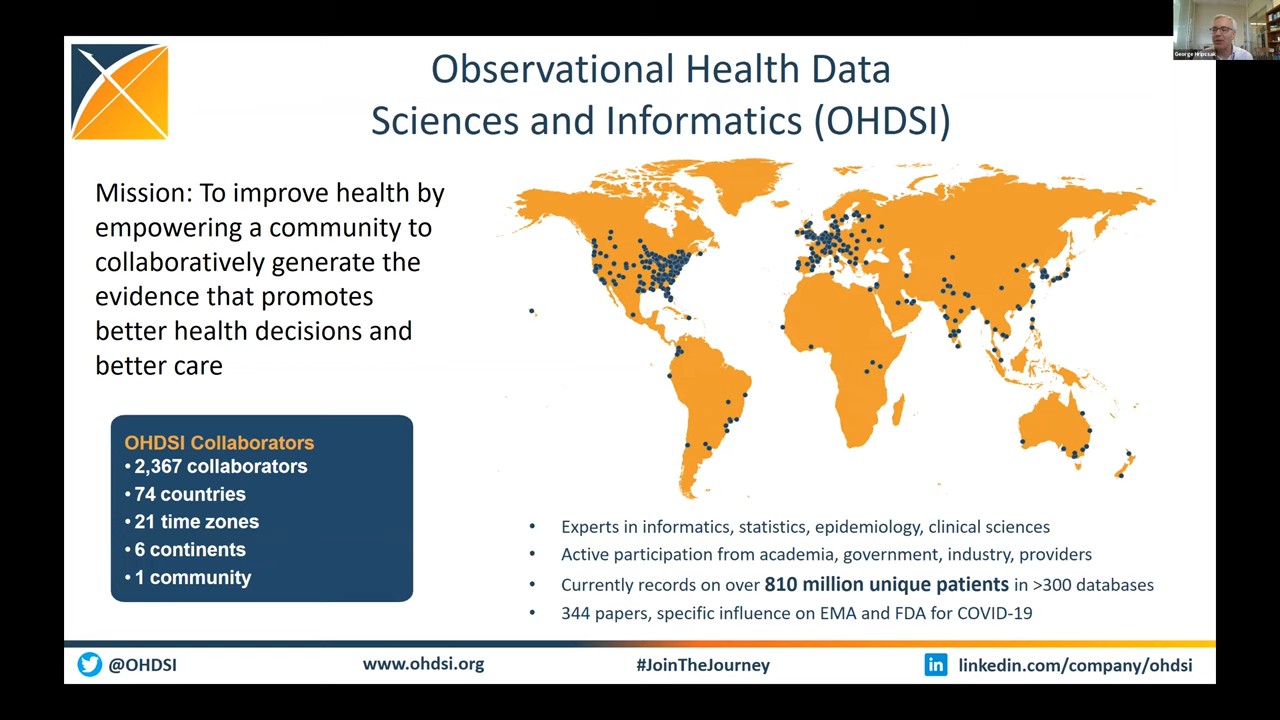 George Hripcsak
Observational Health Data
Sciences and Informatics (OHDSI)
Mission: To improve health by
empowering a community to
collaboratively generate the
evidence that promotes
better health decisions and
better care
OHDSI Collaborators
• 2,367 collaborators
• 74 countries
• 21 time zones
• 6 continents
• 1 community
• Experts in informatics, statistics, epidemiology, clinical sciences
• Active participation from academia, government, industry, providers
• Currently records on over 810 million unique patients in >300 databases
• 344 papers, specific influence on EMA and FDA for COVID-19
@OHDSI
www.ohdsi.org
#JoinTheJourney
in linkedin.com/company/ohdsi